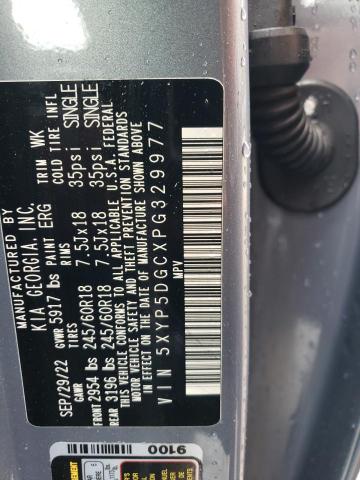 MANUFACTURED BY
KIA GEORGIA, INC.
SEP/29/22 GVWR 5917 lbs PAINT ERG TRIM WK
GAWR TIRES RIMS COLD TIRE INFL
FRONT 2954 lbs 245/60R18 7.5JX18 35psi SINGLE
REAR 3196 lbs 245/60R18 7.5JX18 35psi SINGLE
THIS VEHICLE CONFORMS TO ALL APPLICABLE U.S.A. FEDERAL
MOTOR VEHICLE SAFETY AND THEFT PREVENTION STANDARDS
IN EFFECT ON THE DATE OF MANUFACTURE SHOWN ABOVE.
VIN 5XYP5DGCXPG329977
MPV
9100